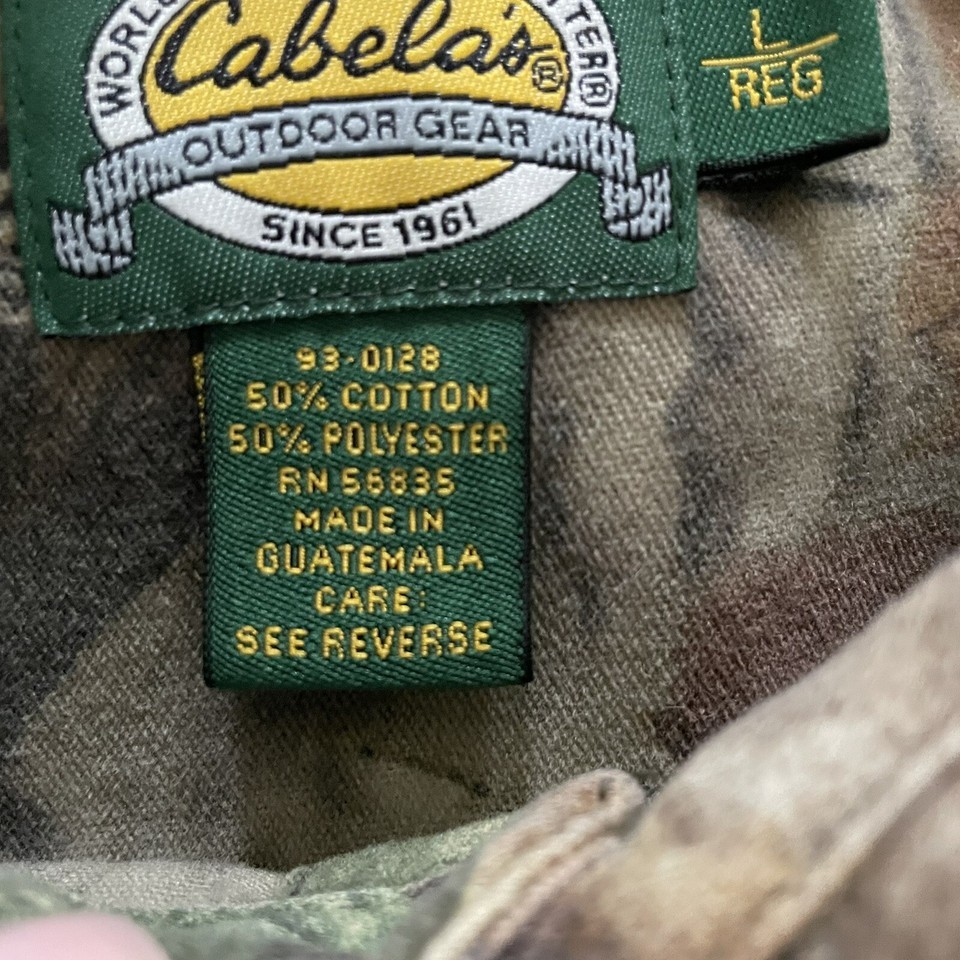 Cabela's®
OUTDOOR GEAR
SINCE 1961
L
REG
93-0128
50% COTTON
50% POLYESTER
RN 56835
MADE IN
GUATEMALA
CARE:
SEE REVERSE